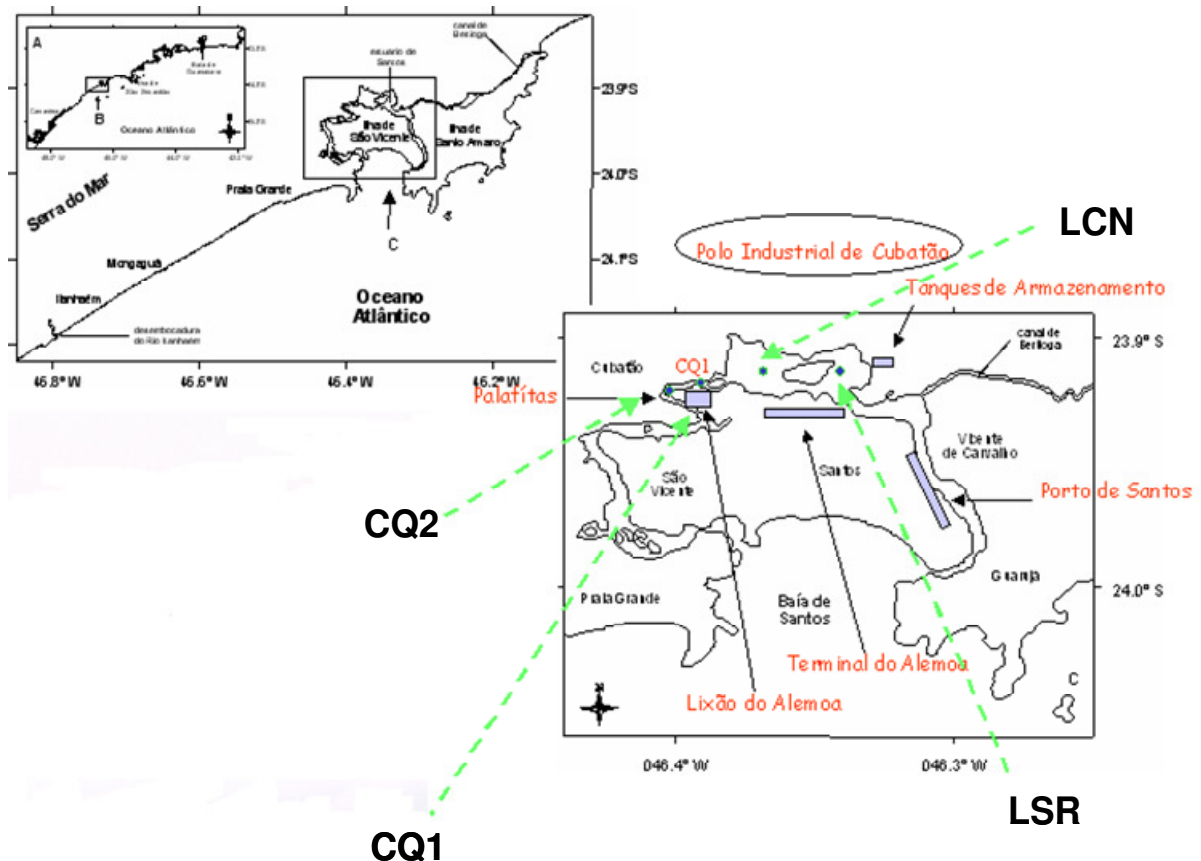 A
B
Oceano Atlântico
N
canal de
Bertioga
estuário de
Santos
23.9° S
24.0° S
24.1° S
Ilha de
São Vicente
Ilha de
Santo Amaro
Praia Grande
Serra do Mar
C
Mongaguá
Itanhaém
desembocadura
do Rio Itanhaém
Oceano
Atlântico
46.8° W
46.6° W
46.4° W
46.2° W
LCN
Polo Industrial de Cubatão
Tanques de Armazenamento
canal de
Bertioga
23.9° S
Cubatão
CQ1
Palafitas
Vicente
de Carvalho
São
Vicente
Santos
Porto de Santos
CQ2
Guarujá
24.0° S
Praia Grande
Baía de
Santos
Terminal do Alemoa
C
Lixão do Alemoa
N
046.4° W
046.3° W
LSR
CQ1